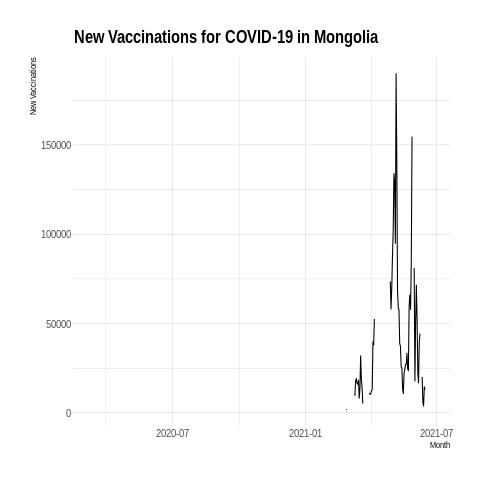 New Vaccinations for COVID-19 in Mongolia
New Vaccinations
150000
100000
50000
0
2020-07
2021-01
2021-07
Month